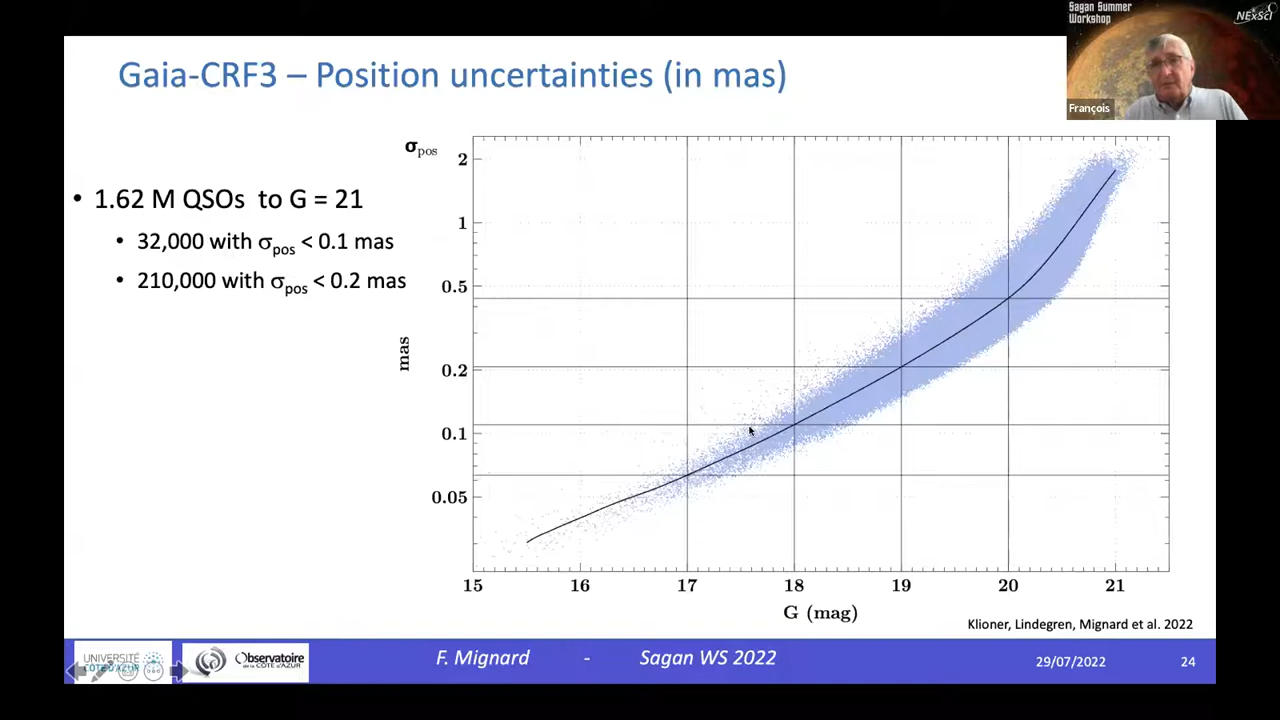 Sagan Summer
Workshop
NExScI
François
Gaia-CRF3 – Position uncertainties (in mas)
• 1.62 M QSOs to G = 21
• 32,000 with σpos < 0.1 mas
• 210,000 with σpos < 0.2 mas
σpos
mas
2
1
0.5
0.2
0.1
0.05
15 16 17 18 19 20 21
G (mag)
Klioner, Lindegren, Mignard et al. 2022
UNIVERSITÉ
CÔTE D'AZUR
Observatoire
de la CÔTE d'AZUR
F. Mignard - Sagan WS 2022
29/07/2022
24